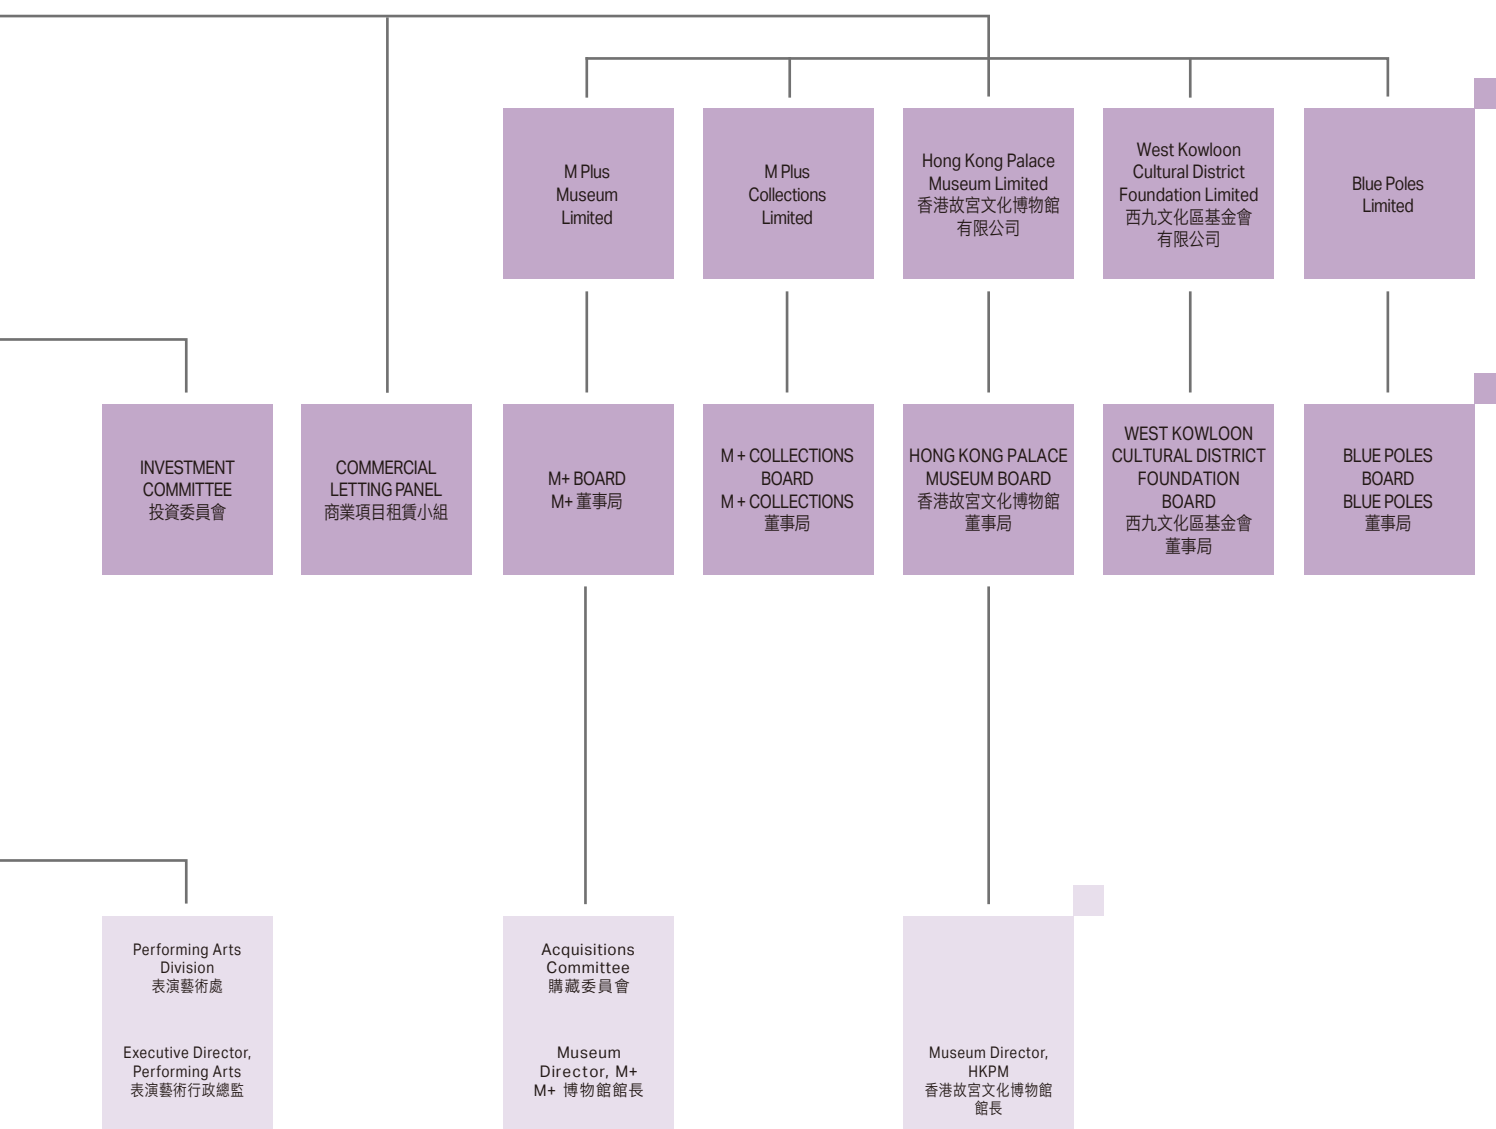 M Plus
Museum
Limited
M Plus
Collections
Limited
Hong Kong Palace
Museum Limited
香港故宮文化博物館
有限公司
West Kowloon
Cultural District
Foundation Limited
西九文化區基金會
有限公司
Blue Poles
Limited
INVESTMENT
COMMITTEE
投資委員會
COMMERCIAL
LETTING PANEL
商業項目租賃小組
M+ BOARD
M+ 董事局
M + COLLECTIONS
BOARD
M + COLLECTIONS
董事局
HONG KONG PALACE
MUSEUM BOARD
香港故宮文化博物館
董事局
WEST KOWLOON
CULTURAL DISTRICT
FOUNDATION
BOARD
西九文化區基金會
董事局
BLUE POLES
BOARD
BLUE POLES
董事局
Performing Arts
Division
表演藝術處
Executive Director,
Performing Arts
表演藝術行政總監
Acquisitions
Committee
購藏委員會
Museum
Director, M+
M+ 博物館館長
Museum Director,
HKPM
香港故宮文化博物館
館長